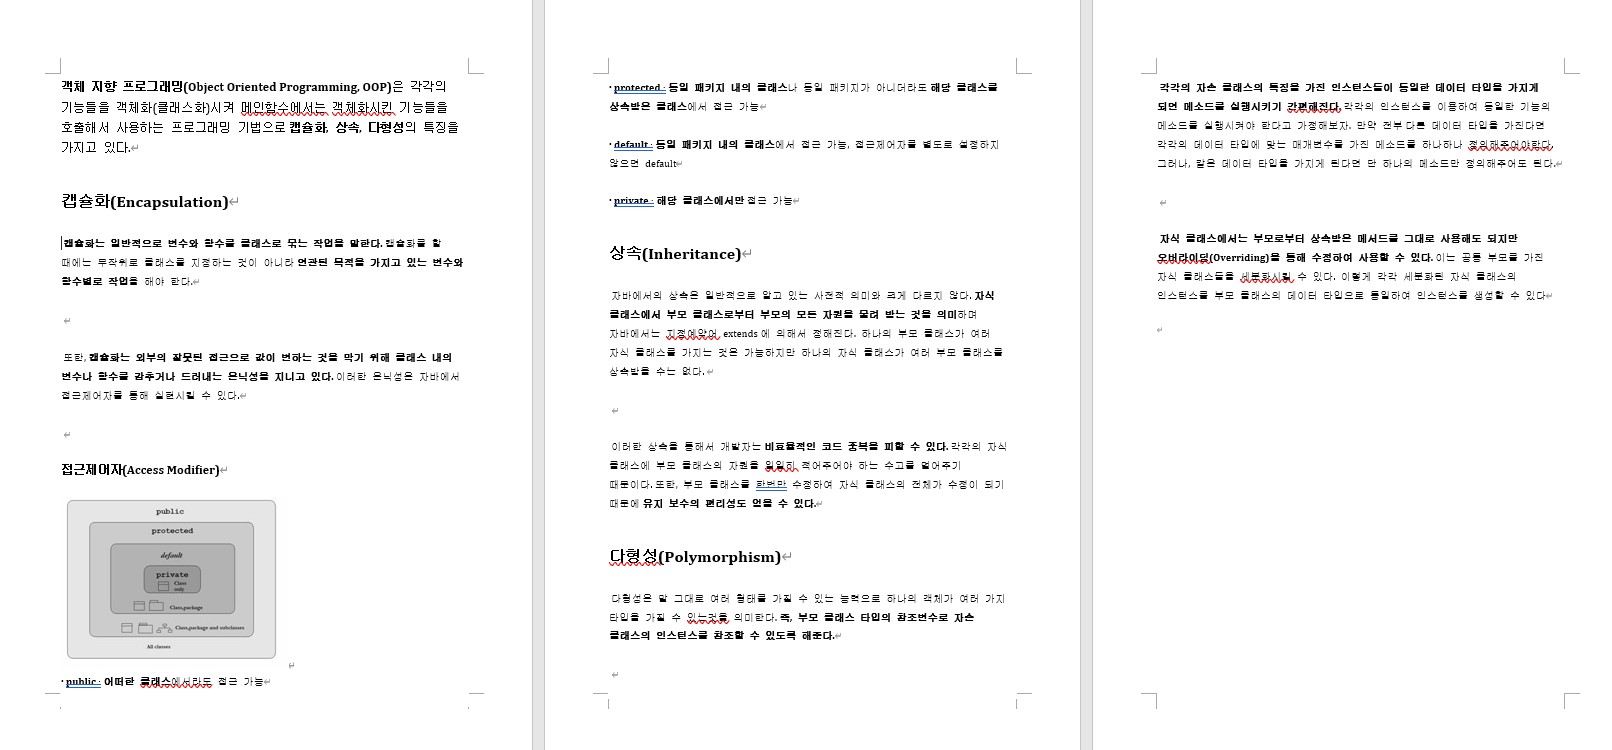 객체 지향 프로그래밍(Object Oriented Programming, OOP)은 각각의
기능들을 객체화(클래스화)시켜 메인함수에서는 객체화시킨 기능들을
호출해서 사용하는 프로그래밍 기법으로 캡슐화, 상속, 다형성의 특징을
가지고 있다.
캡슐화(Encapsulation)
캡슐화는 일반적으로 변수와 함수를 클래스로 묶는 작업을 말한다. 캡슐화를 할
때에는 무작위로 클래스를 지정하는 것이 아니라 연관된 목적을 가지고 있는 변수와
함수별로 작업을 해야 한다.
또한, 캡슐화는 외부의 잘못된 접근으로 값이 변하는 것을 막기 위해 클래스 내의
변수나 함수를 감추거나 드러내는 은닉성을 지니고 있다. 이러한 은닉성은 자바에서
접근제어자를 통해 실현시킬 수 있다.
접근제어자(Access Modifier)
public
protected
default
private
Class
only
Class,package
Class,package and subclasses
All classes
· public : 어떠한 클래스에서라도 접근 가능
· protected : 동일 패키지 내의 클래스나 동일 패키지가 아니더라도 해당 클래스를
상속받은 클래스에서 접근 가능
· default : 동일 패키지 내의 클래스에서 접근 가능, 접근제어자를 별도로 설정하지
않으면 default
· private : 해당 클래스에서만 접근 가능
상속(Inheritance)
자바에서의 상속은 일반적으로 알고 있는 사전적 의미와 크게 다르지 않다. 자식
클래스에서 부모 클래스로부터 부모의 모든 자원을 물려 받는 것을 의미하며
자바에서는 지정예약어 extends 에 의해서 정해진다. 하나의 부모 클래스가 여러
자식 클래스를 가지는 것은 가능하지만 하나의 자식 클래스가 여러 부모 클래스를
상속받을 수는 없다.
이러한 상속을 통해서 개발자는 비효율적인 코드 중복을 피할 수 있다. 각각의 자식
클래스에 부모 클래스의 자원을 일일히 적어주어야 하는 수고를 덜어주기
때문이다. 또한, 부모 클래스를 한번만 수정하여 자식 클래스의 전체가 수정이 되기
때문에 유지 보수의 편리성도 얻을 수 있다.
다형성(Polymorphism)
다형성은 말 그대로 여러 형태를 가질 수 있는 능력으로 하나의 객체가 여러 가지
타입을 가질 수 있는것을 의미한다. 즉, 부모 클래스 타입의 참조변수로 자손
클래스의 인스턴스를 참조할 수 있도록 해준다.
각각의 자손 클래스의 특징을 가진 인스턴스들이 동일한 데이터 타입을 가지게
되면 메소드를 실행시키기 간편해진다. 각각의 인스턴스를 이용하여 동일한 기능의
메소드를 실행시켜야 한다고 가정해보자. 만약 전부 다른 데이터 타입을 가진다면
각각의 데이터 타입에 맞는 매개변수를 가진 메소드를 하나하나 정의해주어야한다.
그러나, 같은 데이터 타입을 가지게 된다면 단 하나의 메소드만 정의해주어도 된다.
자식 클래스에서는 부모로부터 상속받은 메서드를 그대로 사용해도 되지만
오버라이딩(Overriding)을 통해 수정하여 사용할 수 있다. 이는 공통 부모를 가진
자식 클래스들을 세분화시킬 수 있다. 이렇게 각각 세분화된 자식 클래스의
인스턴스를 부모 클래스의 데이터 타입으로 통일하여 인스턴스를 생성할 수 있다